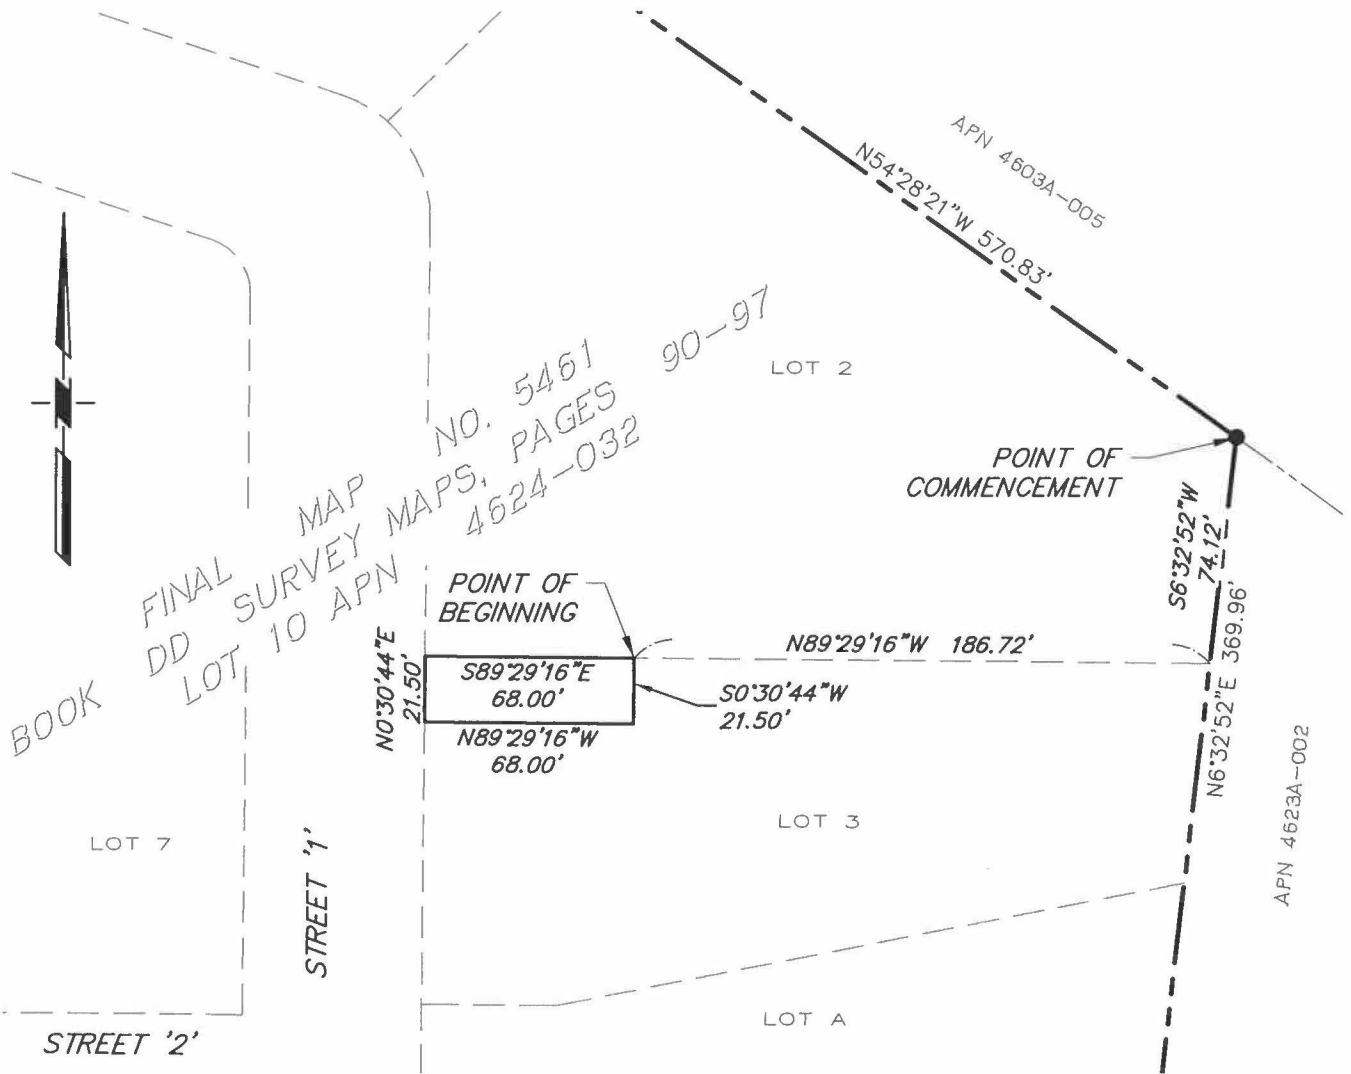 APN 4603A-005
N54°28'21"W 570.83'
LOT 2
FINAL MAP NO. 5461
BOOK DD SURVEY MAPS, PAGES 90-97
LOT 10 APN 4624-032
POINT OF
COMMENCEMENT
S6°32'52"W
74.12'
N6°32'52"E 369.96'
POINT OF
BEGINNING
N89°29'16"W 186.72'
N0°30'44"E
21.50'
S89°29'16"E
68.00'
S0°30'44"W
21.50'
N89°29'16"W
68.00'
APN 4623A-002
LOT 3
LOT 7
STREET '1'
LOT A
STREET '2'